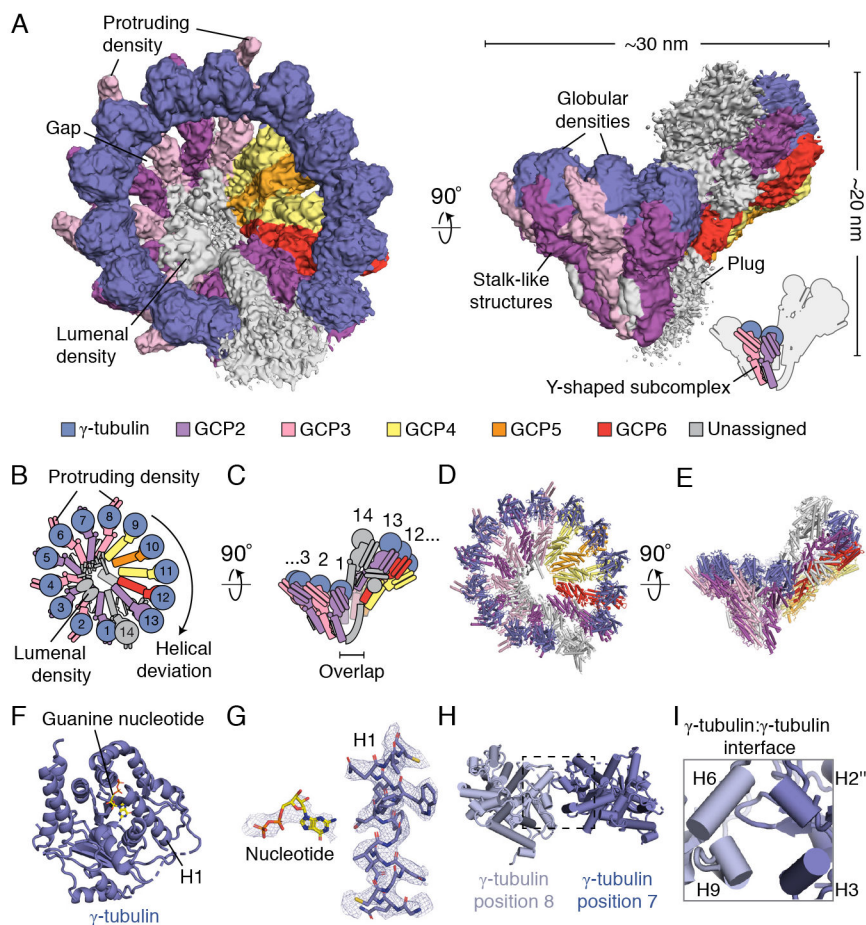 A
Protruding
density
Gap
Lumenal
density
90°
~30 nm
Globular
densities
~20 nm
Stalk-like
structures
Plug
Y-shaped subcomplex
γ-tubulin GCP2 GCP3 GCP4 GCP5 GCP6 Unassigned
B
Protruding density
7 8
6 9
5 10
4 11
3 12
2 1 14 13
Lumenal
density
Helical
deviation
90°
C
14
13
12...
...3 2 1
Overlap
D
90°
E
F
Guanine nucleotide
H1
γ-tubulin
G
H1
Nucleotide
H
γ-tubulin
position 8
γ-tubulin
position 7
I
γ-tubulin:γ-tubulin
interface
H6 H2"
H9 H3